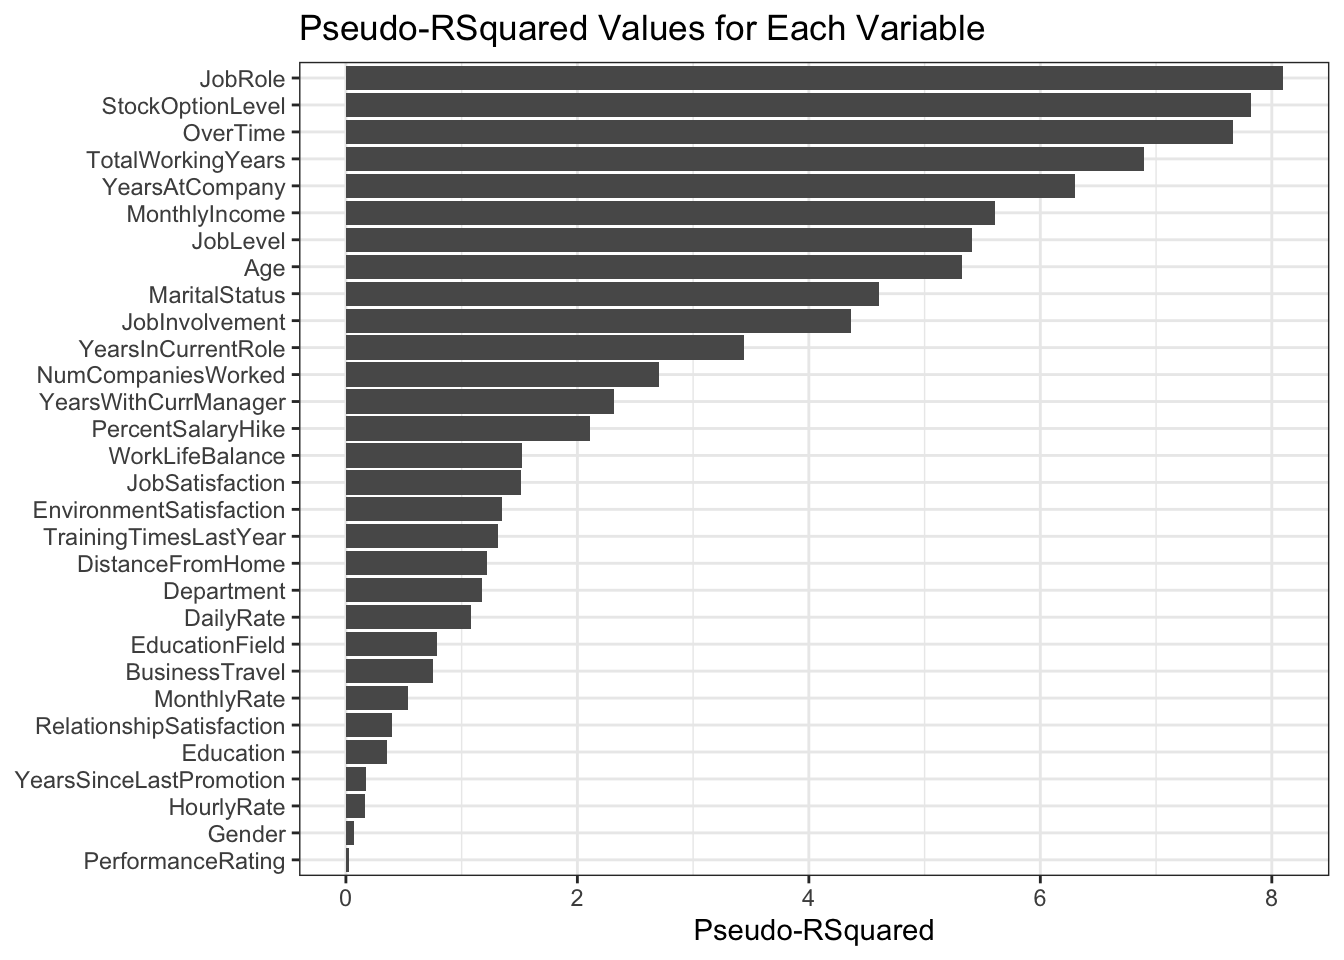 Pseudo-RSquared Values for Each Variable
JobRole
StockOptionLevel
OverTime
TotalWorkingYears
YearsAtCompany
MonthlyIncome
JobLevel
Age
MaritalStatus
JobInvolvement
YearsInCurrentRole
NumCompaniesWorked
YearsWithCurrManager
PercentSalaryHike
WorkLifeBalance
JobSatisfaction
EnvironmentSatisfaction
TrainingTimesLastYear
DistanceFromHome
Department
DailyRate
EducationField
BusinessTravel
MonthlyRate
RelationshipSatisfaction
Education
YearsSinceLastPromotion
HourlyRate
Gender
PerformanceRating
0 2 4 6 8
Pseudo-RSquared